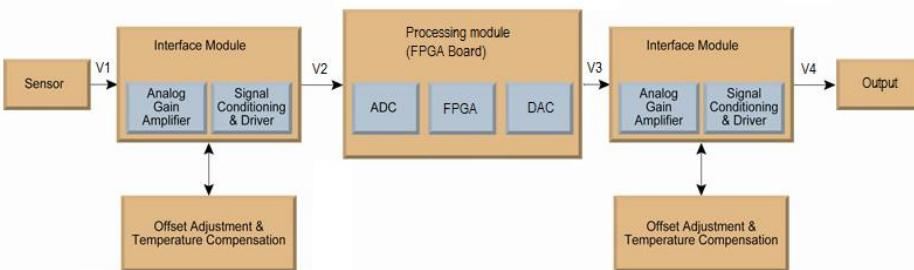 Sensor
V1
Interface Module
Analog
Gain
Amplifier
Signal
Conditioning
& Driver
Offset Adjustment &
Temperature Compensation
V2
Processing module
(FPGA Board)
ADC
FPGA
DAC
V3
Interface Module
Analog
Gain
Amplifier
Signal
Conditioning
& Driver
Offset Adjustment &
Temperature Compensation
V4
Output